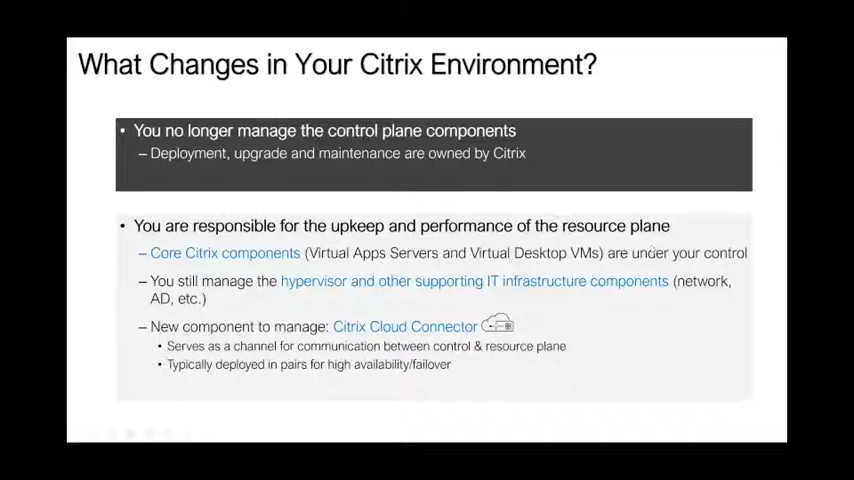 What Changes in Your Citrix Environment?
• You no longer manage the control plane components
– Deployment, upgrade and maintenance are owned by Citrix
• You are responsible for the upkeep and performance of the resource plane
– Core Citrix components (Virtual Apps Servers and Virtual Desktop VMs) are under your control
– You still manage the hypervisor and other supporting IT infrastructure components (network,
AD, etc.)
– New component to manage: Citrix Cloud Connector
• Serves as a channel for communication between control & resource plane
• Typically deployed in pairs for high availability/failover